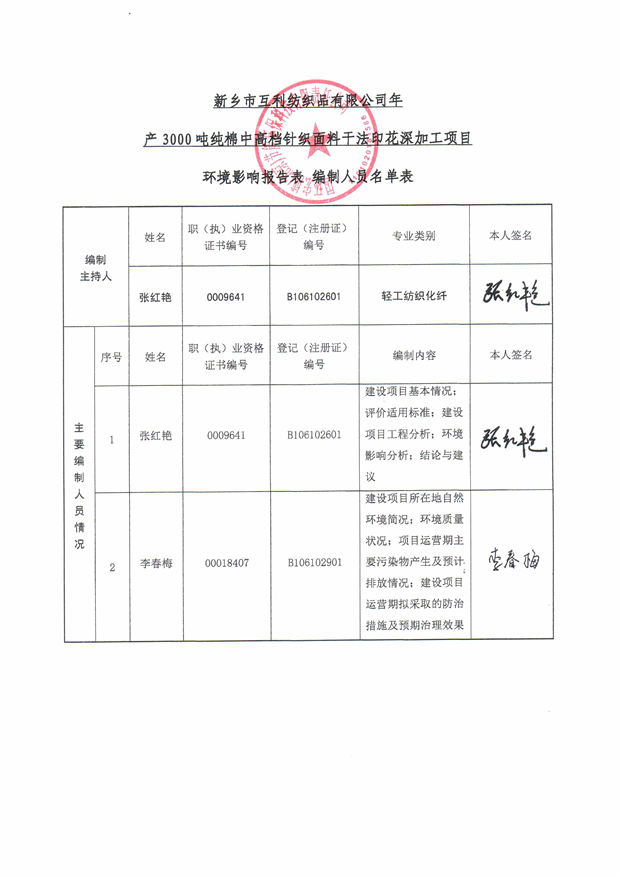 新乡市互利纺织品有限公司年
产3000吨纯棉中高档针织面料干法印花深加工项目
环境影响报告表 编制人员名单表
编制
主持人
姓名
职（执）业资格
证书编号
登记（注册证）
编号
专业类别
本人签名
张红艳
0009641
B106102601
轻工纺织化纤
张红艳
主要编制人员情况
序号
姓名
职（执）业资格
证书编号
登记（注册证）
编号
编制内容
本人签名
1
张红艳
0009641
B106102601
建设项目基本情况；
评价适用标准；建设
项目工程分析；环境
影响分析；结论与建
议
张红艳
2
李春梅
00018407
B106102901
建设项目所在地自然
环境简况；环境质量
状况；项目运营期主
要污染物产生及预计
排放情况；建设项目
运营期拟采取的防治
措施及预期治理效果
李春梅